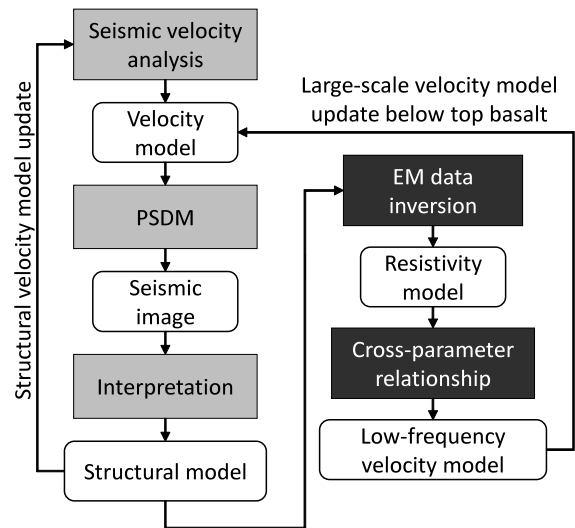 Seismic velocity
analysis
Velocity
model
PSDM
Seismic
image
Interpretation
Structural model
Structural velocity model update
Large-scale velocity model
update below top basalt
EM data
inversion
Resistivity
model
Cross-parameter
relationship
Low-frequency
velocity model